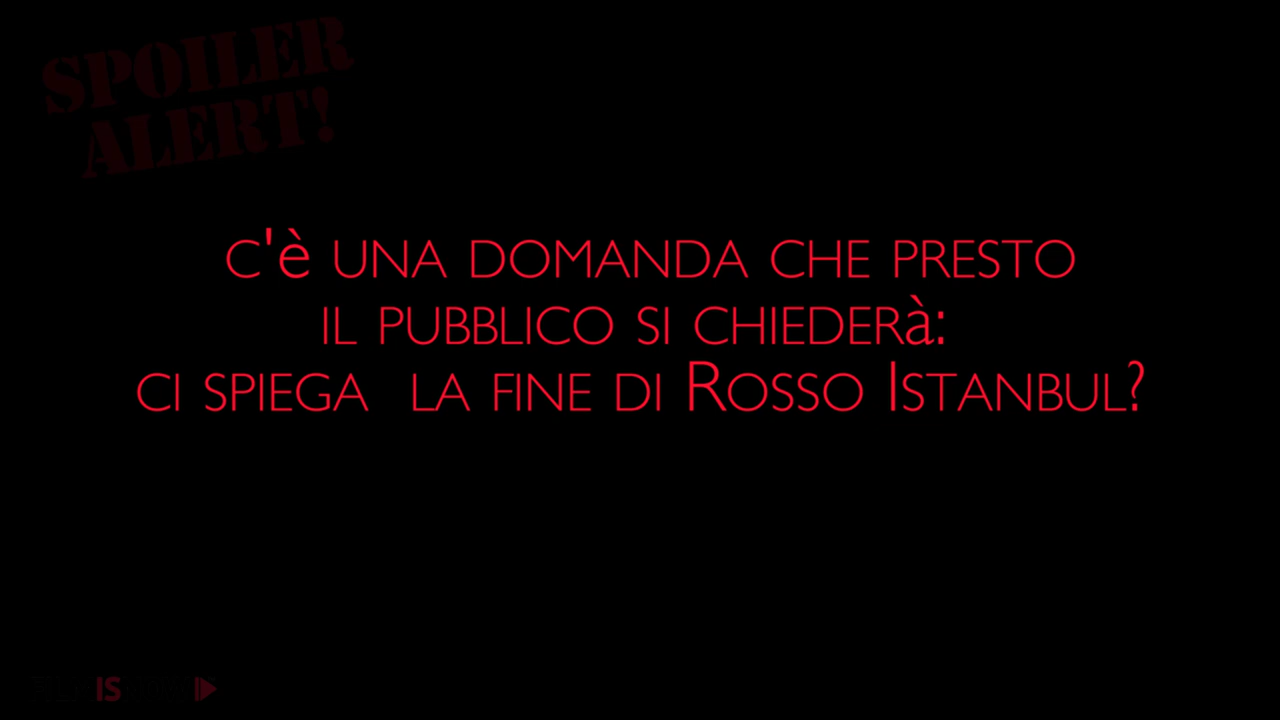 SPOILER
ALERT!
C'è UNA DOMANDA CHE PRESTO
IL PUBBLICO SI CHIEDERà:
CI SPIEGA LA FINE DI ROSSO ISTANBUL?